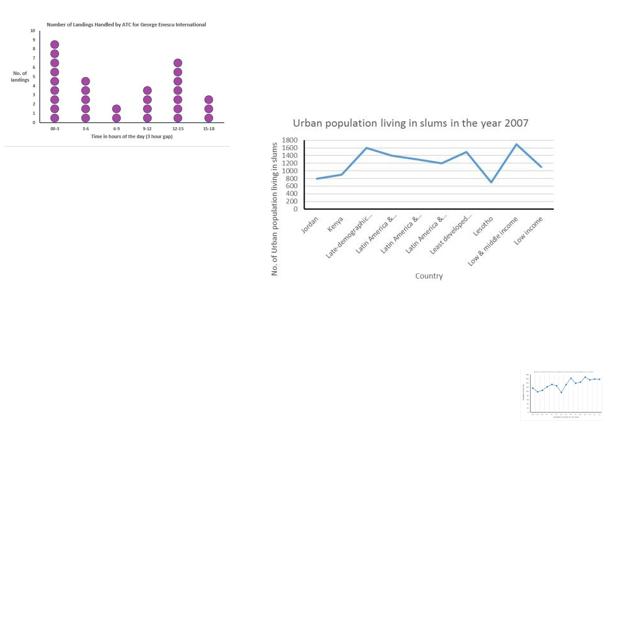 Number of Landings Handled by ATC for George Enescu International
10
9
8
7
6
5
4
3
2
1
0
No. of
landings
00-3 3-6 6-9 9-12 12-15 15-18
Time in hours of the day (3 hour gap)
Urban population living in slums in the year 2007
No. of Urban population living in slums
1800
1600
1400
1200
1000
800
600
400
200
0
Jordan
Kenya
Late-demographic...
Latin America &...
Latin America &...
Latin America &...
Least developed...
Lesotho
Low & middle income
Low income
Country